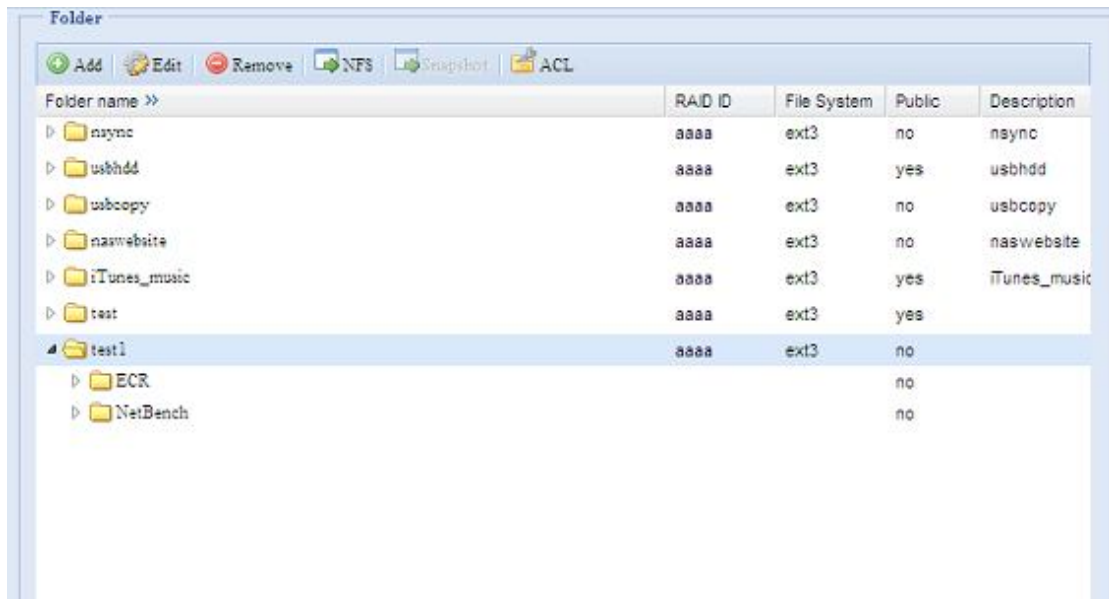 Folder
Add Edit Remove NFS Snapshot ACL
Folder name » RAID ID File System Public Description
nsync aaaa ext3 no nsync
usbhdd aaaa ext3 yes usbhdd
usbcopy aaaa ext3 no usbcopy
naswebsite aaaa ext3 no naswebsite
iTunes_music aaaa ext3 yes iTunes_music
test aaaa ext3 yes
test1 aaaa ext3 no
ECR no
NetBench no